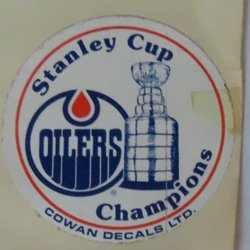 Stanley Cup
OILERS
®
Champions
COWAN DECALS LTD.